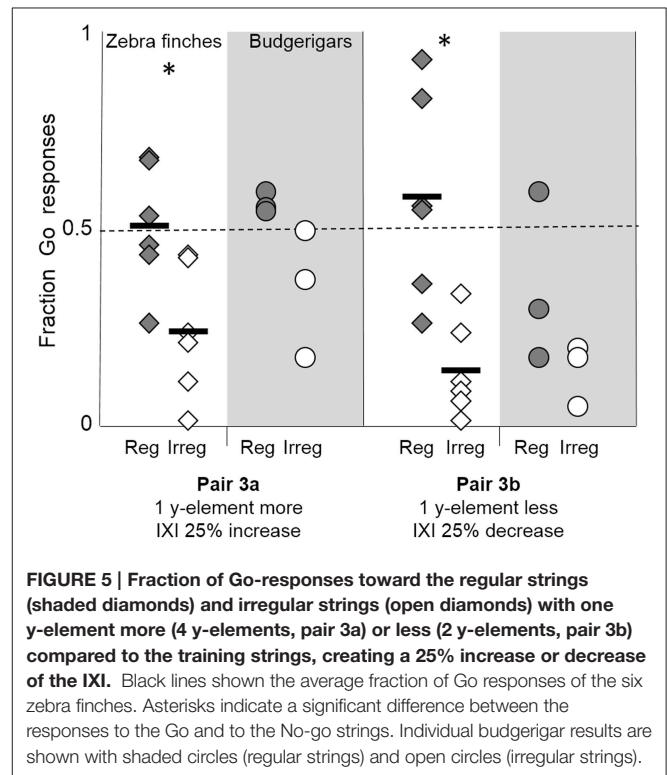 1
Zebra finches Budgerigars
* *
Fraction Go responses
0.5
0
Reg Irreg Reg Irreg Reg Irreg Reg Irreg
Pair 3a
1 y-element more
IXI 25% increase
Pair 3b
1 y-element less
IXI 25% decrease
FIGURE 5 | Fraction of Go-responses toward the regular strings
(shaded diamonds) and irregular strings (open diamonds) with one
y-element more (4 y-elements, pair 3a) or less (2 y-elements, pair 3b)
compared to the training strings, creating a 25% increase or decrease
of the IXI. Black lines shown the average fraction of Go responses of the six
zebra finches. Asterisks indicate a significant difference between the
responses to the Go and to the No-go strings. Individual budgerigar results are
shown with shaded circles (regular strings) and open circles (irregular strings).